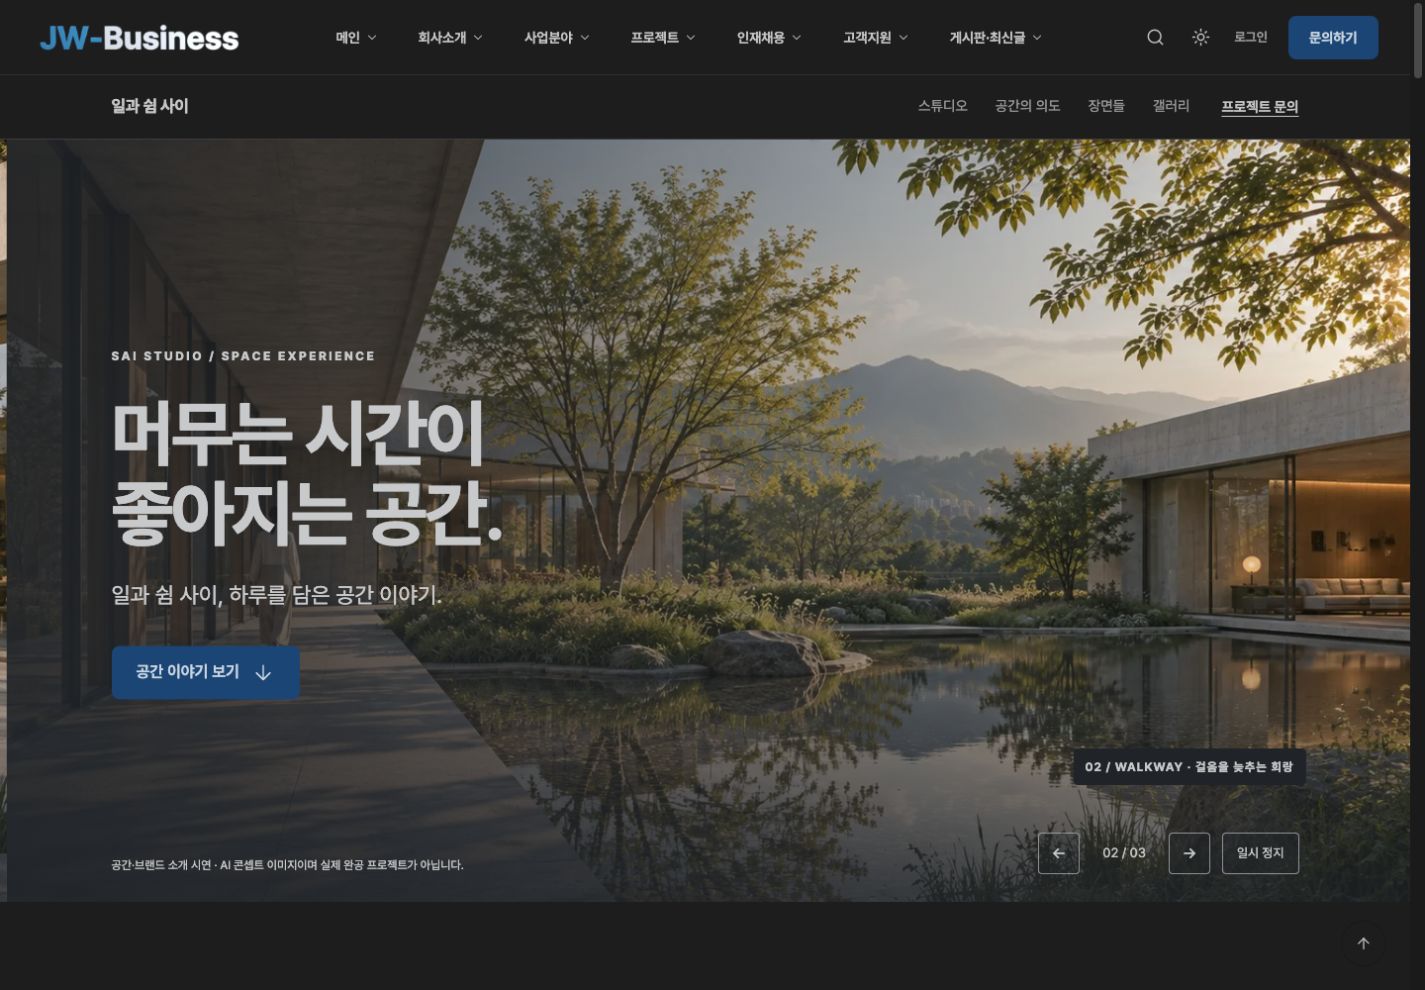 JW-Business
메인
회사소개
사업분야
프로젝트
인재채용
고객지원
게시판·최신글
로그인
문의하기
일과 쉼 사이
스튜디오
공간의 의도
장면들
갤러리
프로젝트 문의
SAI STUDIO / SPACE EXPERIENCE
머무는 시간이
좋아지는 공간.
일과 쉼 사이, 하루를 담은 공간 이야기.
공간 이야기 보기
02 / WALKWAY · 걸음을 늦추는 회랑
02 / 03
일시 정지
공간·브랜드 소개 시연 · AI 콘셉트 이미지이며 실제 완공 프로젝트가 아닙니다.